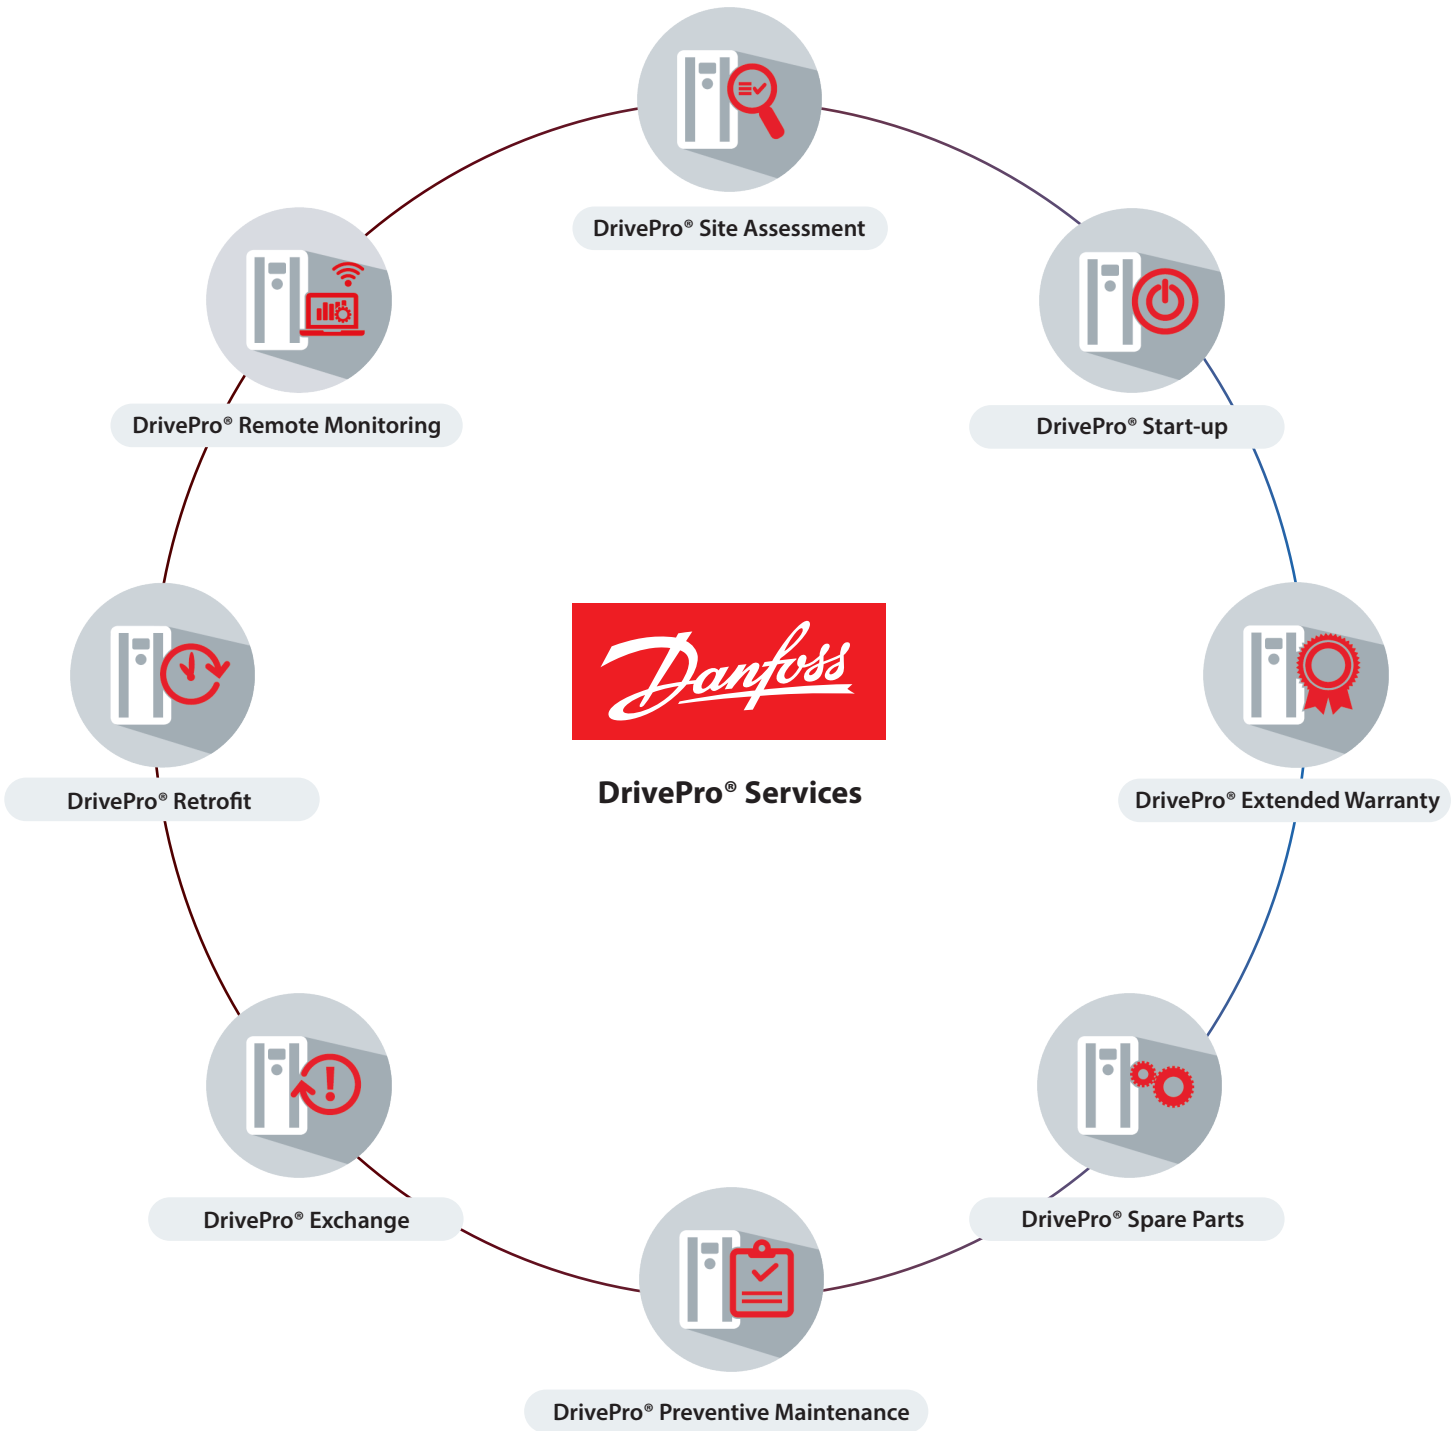 DrivePro® Site Assessment
DrivePro® Remote Monitoring
DrivePro® Start-up
Danfoss
DrivePro® Services
DrivePro® Retrofit
DrivePro® Extended Warranty
DrivePro® Exchange
DrivePro® Spare Parts
DrivePro® Preventive Maintenance